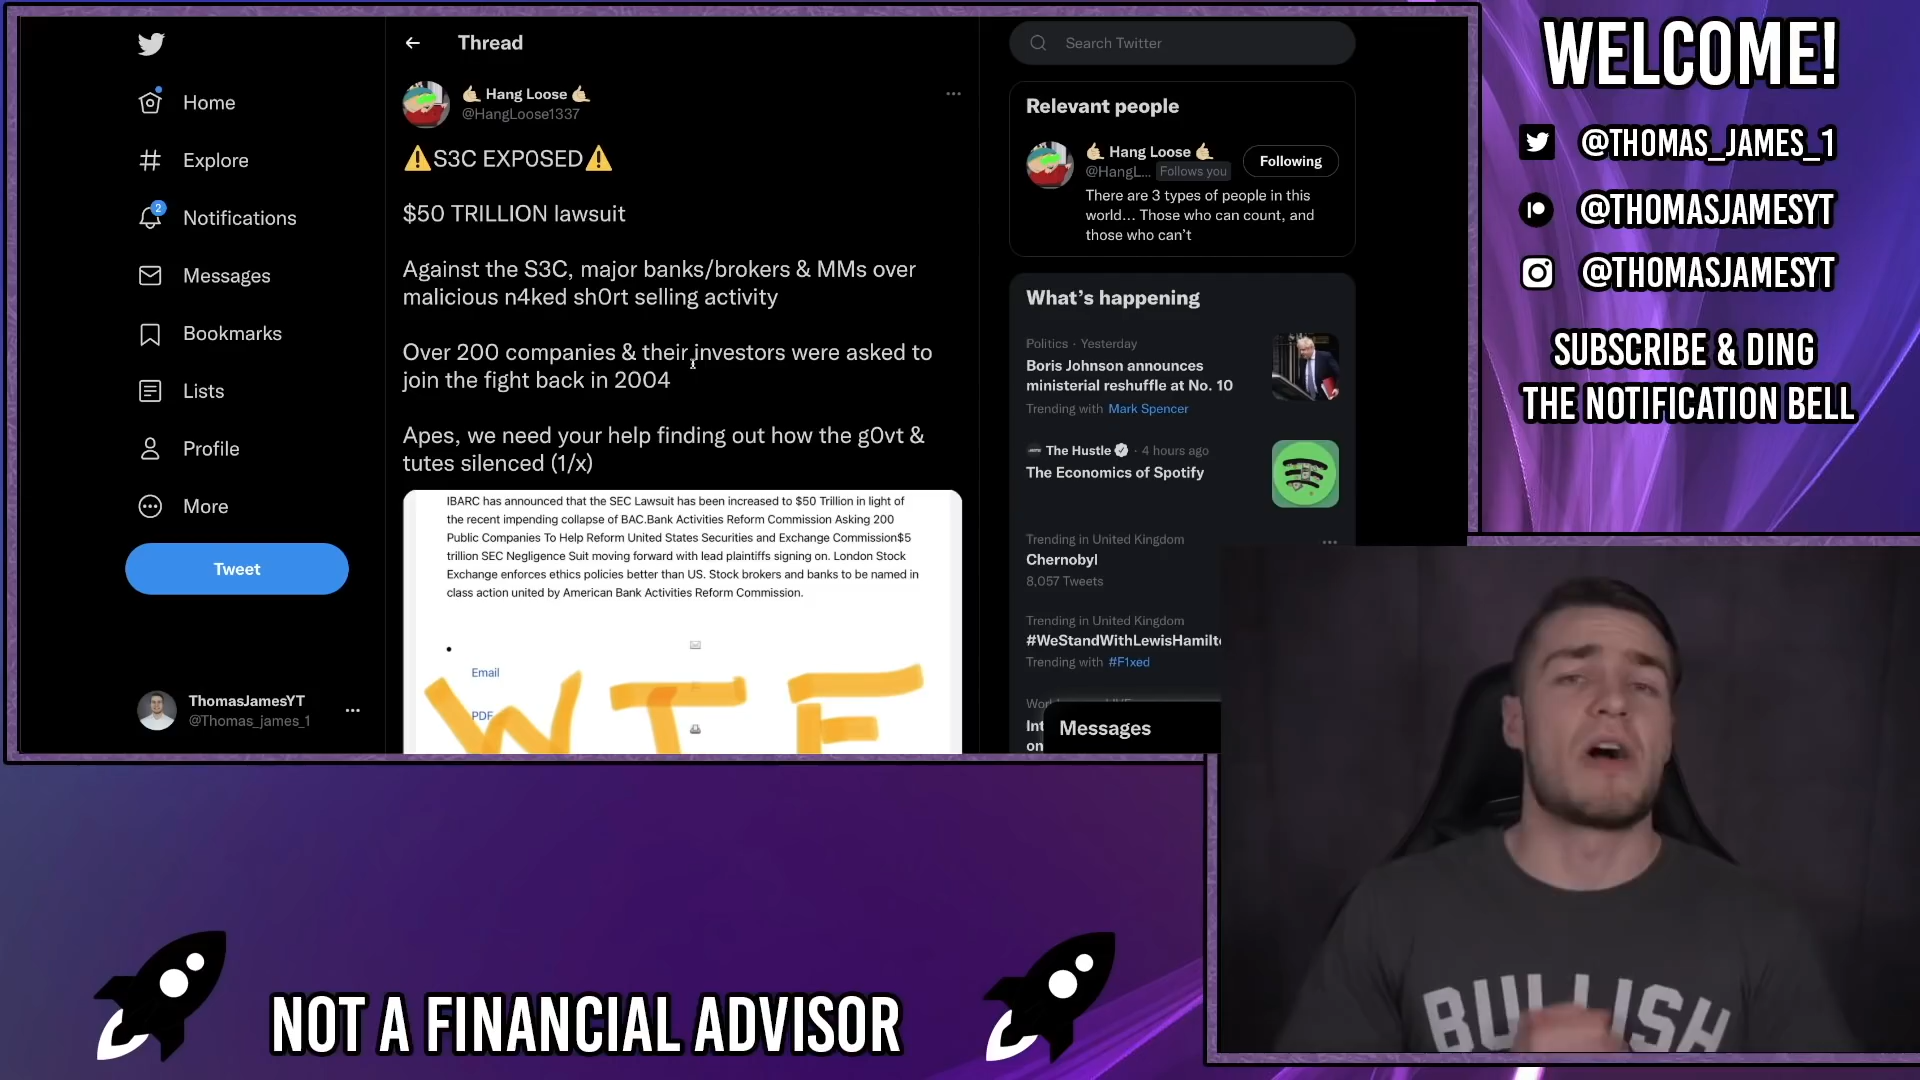 Thread
Search Twitter
Home
Explore
2
Notifications
Messages
Bookmarks
Lists
Profile
More
Tweet
ThomasJamesYT
@Thomas_james_1
Hang Loose
@HangLoose1337
S3C EXP0SED
$50 TRILLION lawsuit
Against the S3C, major banks/brokers & MMs over
malicious n4ked sh0rt selling activity
Over 200 companies & their investors were asked to
join the fight back in 2004
Apes, we need your help finding out how the g0vt &
tutes silenced (1/x)
IBARC has announced that the SEC Lawsuit has been increased to $50 Trillion in light of
the recent impending collapse of BAC.Bank Activities Reform Commission Asking 200
Public Companies To Help Reform United States Securities and Exchange Commission$5
trillion SEC Negligence Suit moving forward with lead plaintiffs signing on. London Stock
Exchange enforces ethics policies better than US. Stock brokers and banks to be named in
class action united by American Bank Activities Reform Commission.
Email
PDF
WTF
Relevant people
Hang Loose
@HangL... Follows you
Following
There are 3 types of people in this
world... Those who can count, and
those who can't
What's happening
Politics · Yesterday
Boris Johnson announces
ministerial reshuffle at No. 10
Trending with Mark Spencer
The Hustle · 4 hours ago
The Economics of Spotify
Trending in United Kingdom
Chernobyl
8,057 Tweets
Trending in United Kingdom
#WeStandWithLewisHamilt
Trending with #F1xed
Int
on
Messages
WELCOME!
@THOMAS_JAMES_1
@THOMASJAMESYT
@THOMASJAMESYT
SUBSCRIBE & DING
THE NOTIFICATION BELL
BULLISH
NOT A FINANCIAL ADVISOR